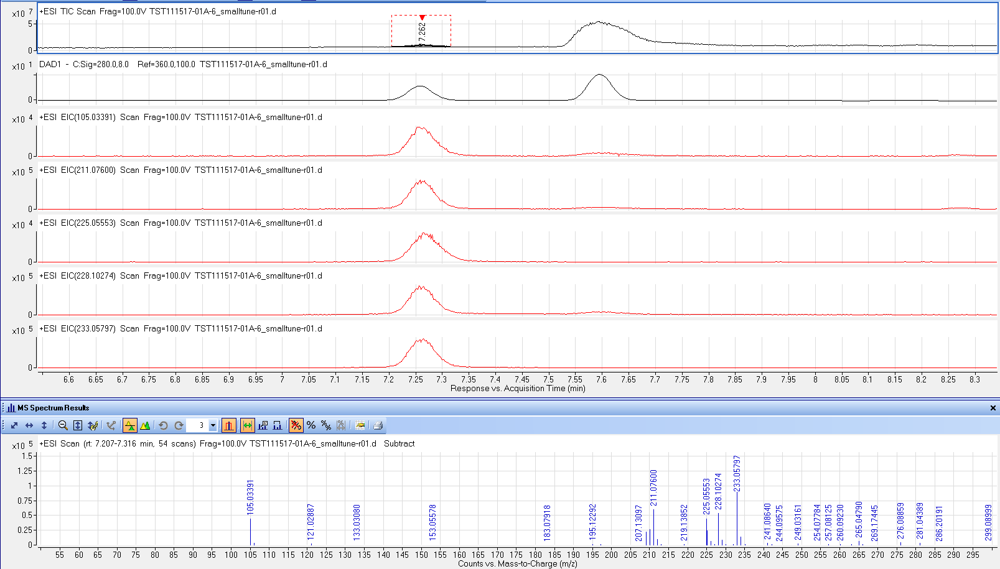 +ESI TIC Scan Frag=100.0V TST111517-01A-6_smalltune-r01.d
x10 7
5
0
7.262
DAD1 - C:Sig=280.0,8.0 Ref=360.0,100.0 TST111517-01A-6_smalltune-r01.d
x10 1
0
+ESI EIC(105.03391) Scan Frag=100.0V TST111517-01A-6_smalltune-r01.d
x10 4
0
+ESI EIC(211.07600) Scan Frag=100.0V TST111517-01A-6_smalltune-r01.d
x10 5
0
+ESI EIC(225.05553) Scan Frag=100.0V TST111517-01A-6_smalltune-r01.d
x10 4
0
+ESI EIC(228.10274) Scan Frag=100.0V TST111517-01A-6_smalltune-r01.d
x10 5
0
+ESI EIC(233.05797) Scan Frag=100.0V TST111517-01A-6_smalltune-r01.d
x10 5
0
6.6 6.65 6.7 6.75 6.8 6.85 6.9 6.95 7 7.05 7.1 7.15 7.2 7.25 7.3 7.35 7.4 7.45 7.5 7.55 7.6 7.65 7.7 7.75 7.8 7.85 7.9 7.95 8 8.05 8.1 8.15 8.2 8.25 8.3
Response vs. Acquisition Time (min)
MS Spectrum Results
3
+ESI Scan (rt: 7.207-7.316 min, 54 scans) Frag=100.0V TST111517-01A-6_smalltune-r01.d Subtract
x10 5
1.5
1.25
1
0.75
0.5
0.25
0
105.03391
121.02887
133.03080
153.05578
183.07918
195.12292
207.13097
211.07600
219.13852
225.05553
228.10274
233.05797
241.08640
244.09575
249.03161
254.07784
257.08125
260.09230
265.04790
269.17445
276.08859
281.04389
286.20191
299.08999
55 60 65 70 75 80 85 90 95 100 105 110 115 120 125 130 135 140 145 150 155 160 165 170 175 180 185 190 195 200 205 210 215 220 225 230 235 240 245 250 255 260 265 270 275 280 285 290 295
Counts vs. Mass-to-Charge (m/z)